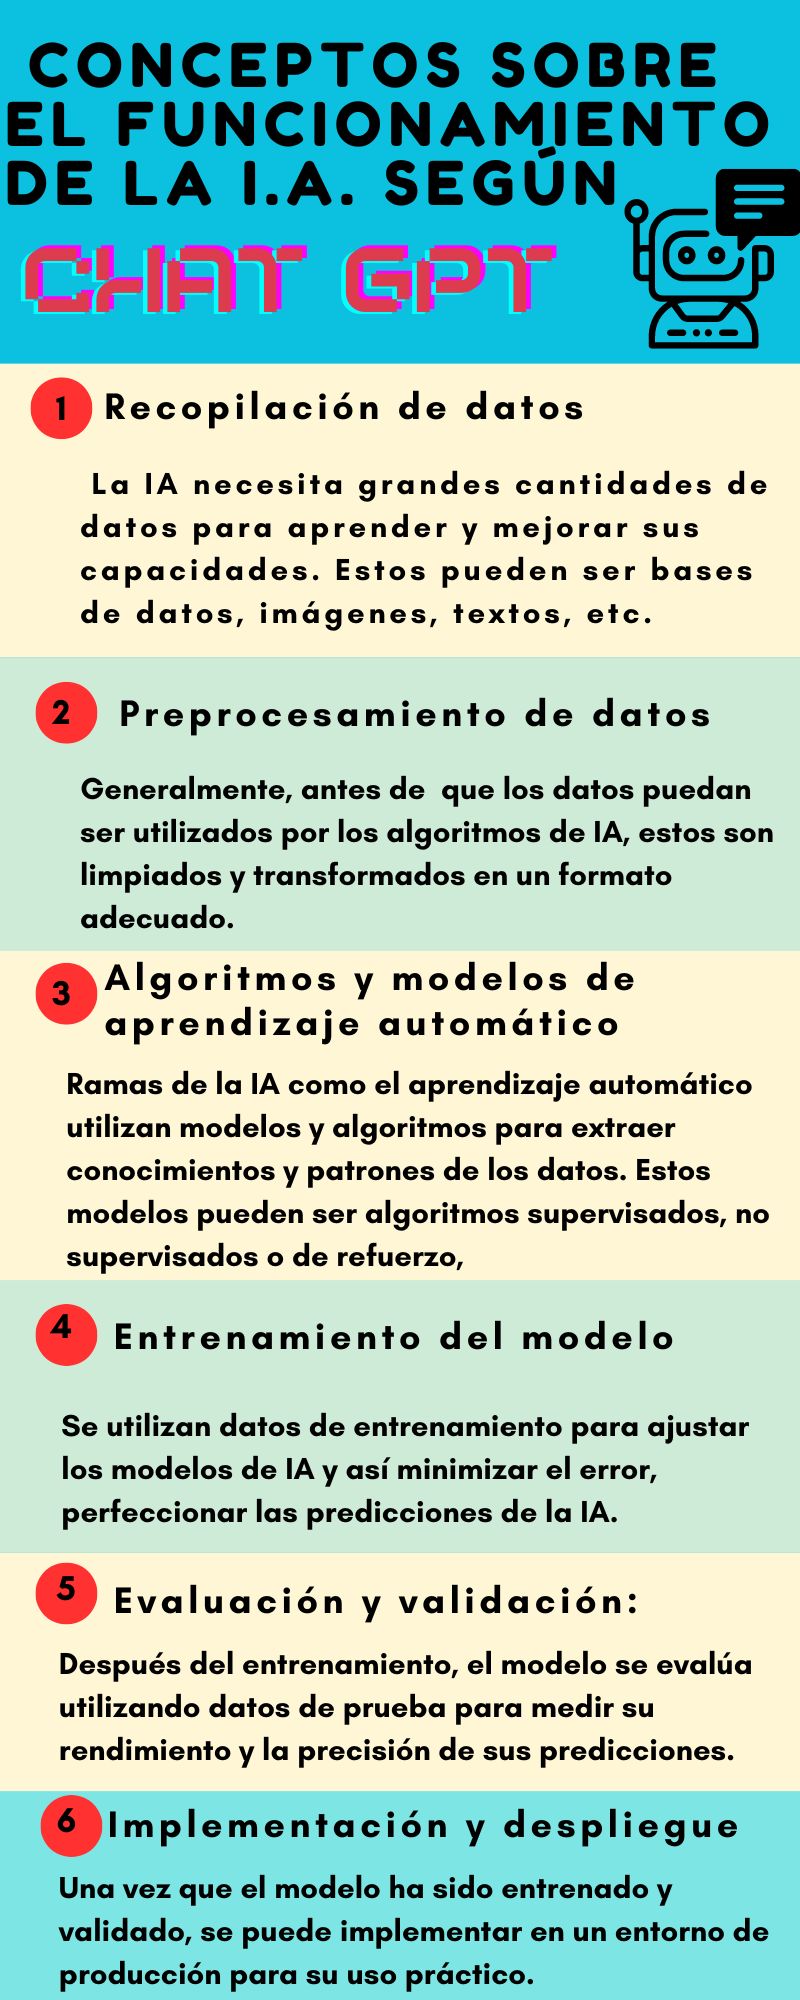 CONCEPTOS SOBRE
EL FUNCIONAMIENTO
DE LA I.A. SEGÚN
CHAT GPT
1
Recopilación de datos
La IA necesita grandes cantidades de
datos para aprender y mejorar sus
capacidades. Estos pueden ser bases
de datos, imágenes, textos, etc.
2
Preprocesamiento de datos
Generalmente, antes de  que los datos puedan
ser utilizados por los algoritmos de IA, estos son
limpiados y transformados en un formato
adecuado.
3
Algoritmos y modelos de
aprendizaje automático
Ramas de la IA como el aprendizaje automático
utilizan modelos y algoritmos para extraer
conocimientos y patrones de los datos. Estos
modelos pueden ser algoritmos supervisados, no
supervisados o de refuerzo,
4
Entrenamiento del modelo
Se utilizan datos de entrenamiento para ajustar
los modelos de IA y así minimizar el error,
perfeccionar las predicciones de la IA.
5
Evaluación y validación:
Después del entrenamiento, el modelo se evalúa
utilizando datos de prueba para medir su
rendimiento y la precisión de sus predicciones.
6
Implementación y despliegue
Una vez que el modelo ha sido entrenado y
validado, se puede implementar en un entorno de
producción para su uso práctico.